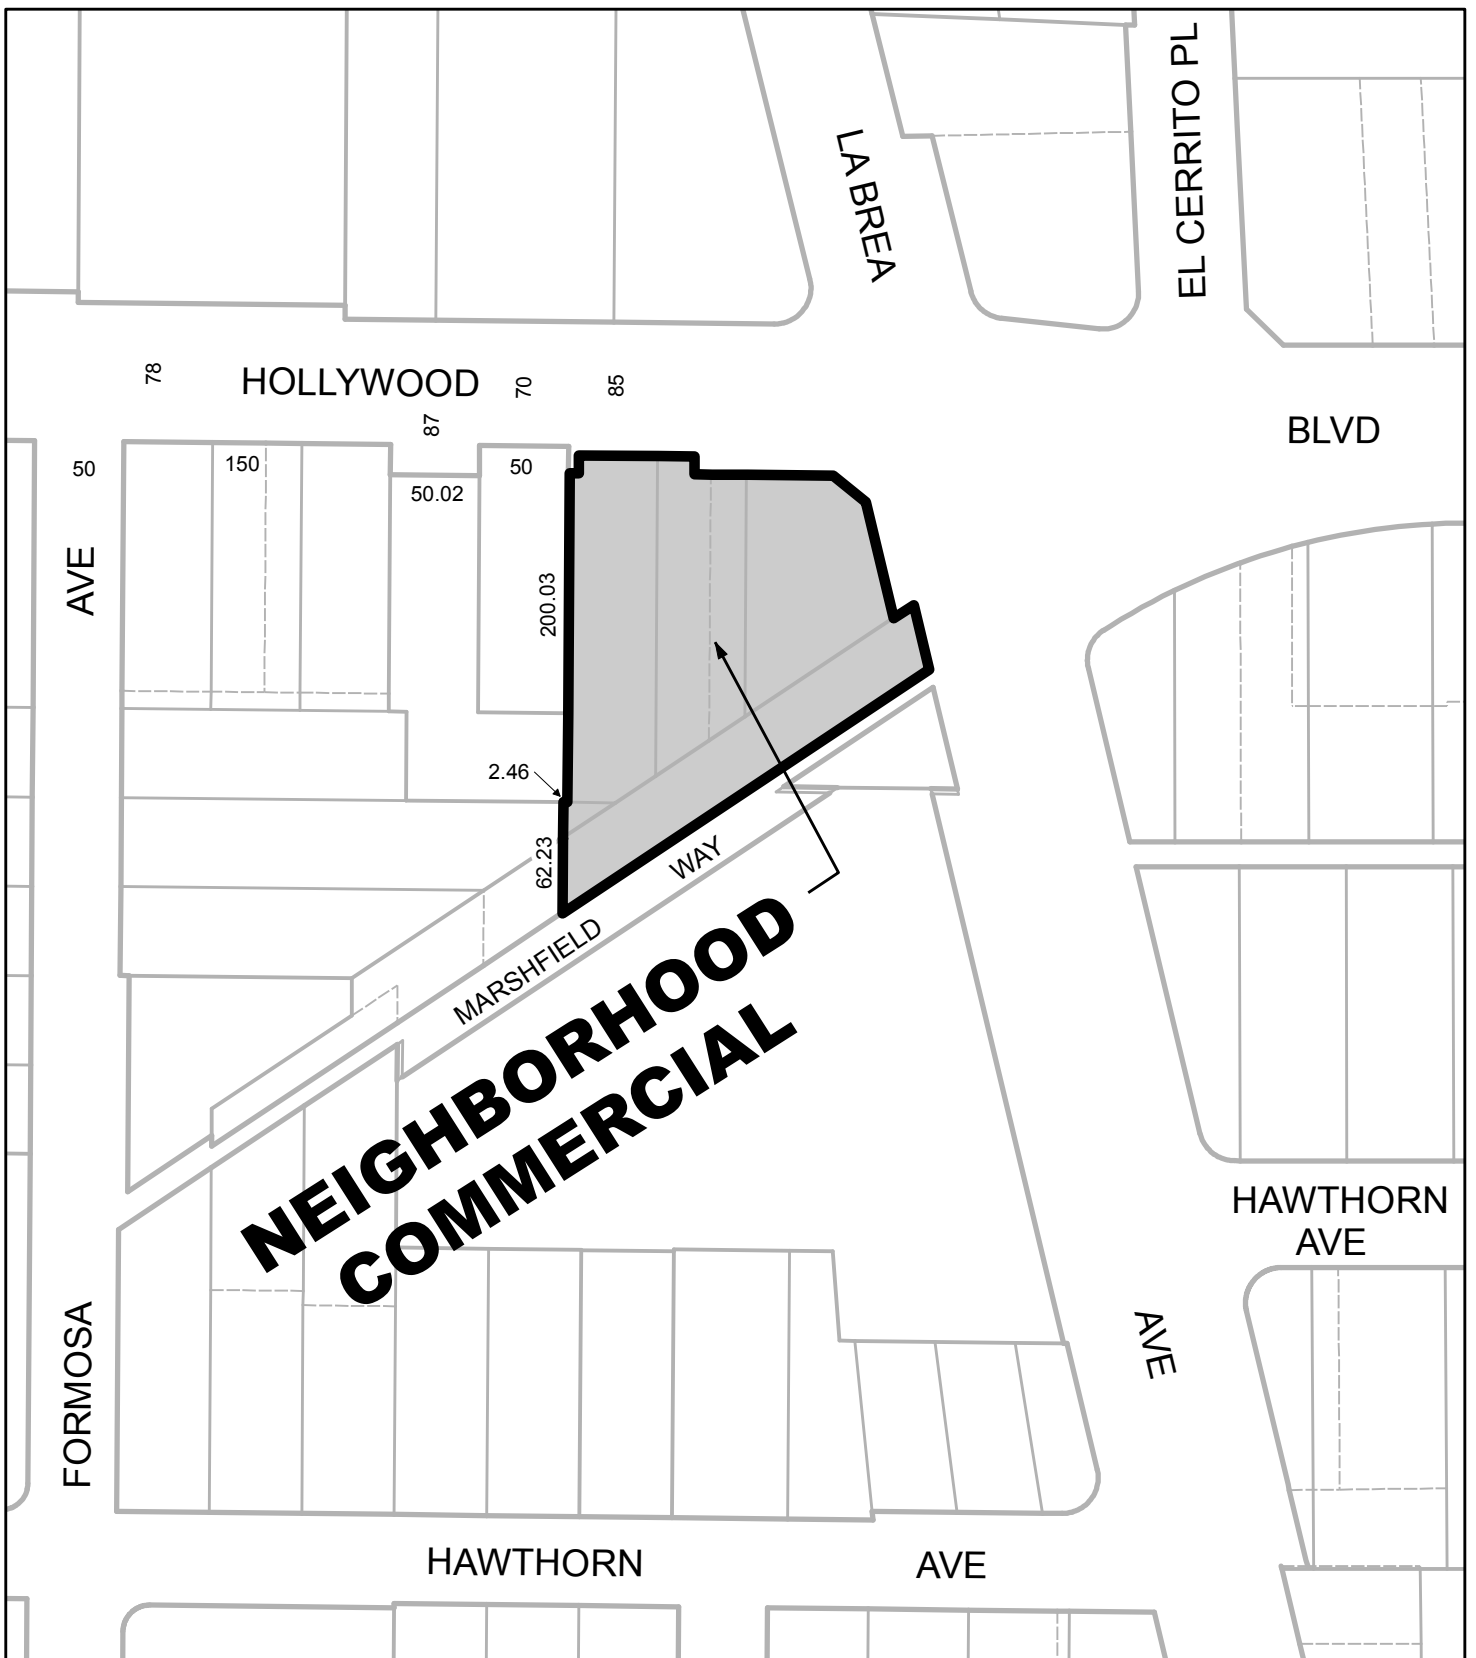 LA BREA
EL CERRITO PL
78
HOLLYWOOD
70
85
87
BLVD
50
150
50
50.02
AVE
200.03
2.46
62.23
WAY
MARSHFIELD
NEIGHBORHOOD
COMMERCIAL
HAWTHORN
AVE
FORMOSA
AVE
HAWTHORN
AVE